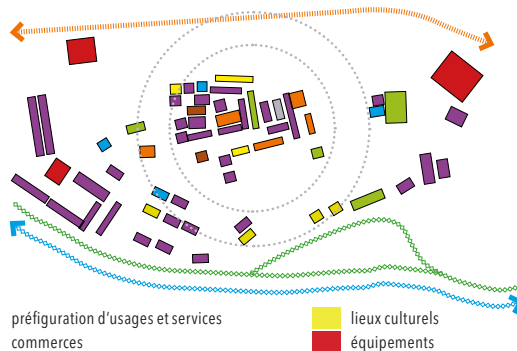 préfiguration d'usages et services
commerces
lieux culturels
équipements